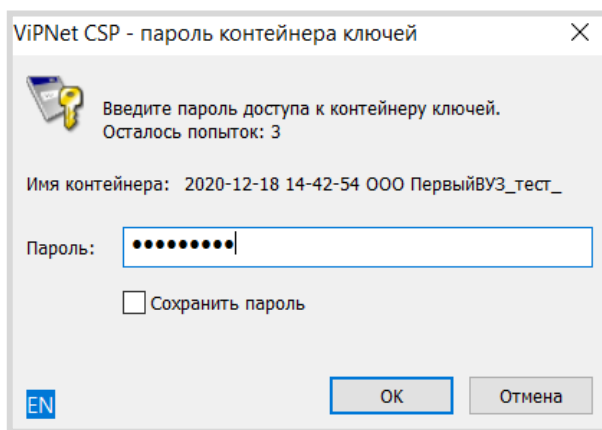 ViPNet CSP - пароль контейнера ключей
Введите пароль доступа к контейнеру ключей.
Осталось попыток: 3
Имя контейнера: 2020-12-18 14-42-54 ООО ПервыйВУЗ_тест_
Пароль: •••••••••
Сохранить пароль
EN
OK Отмена